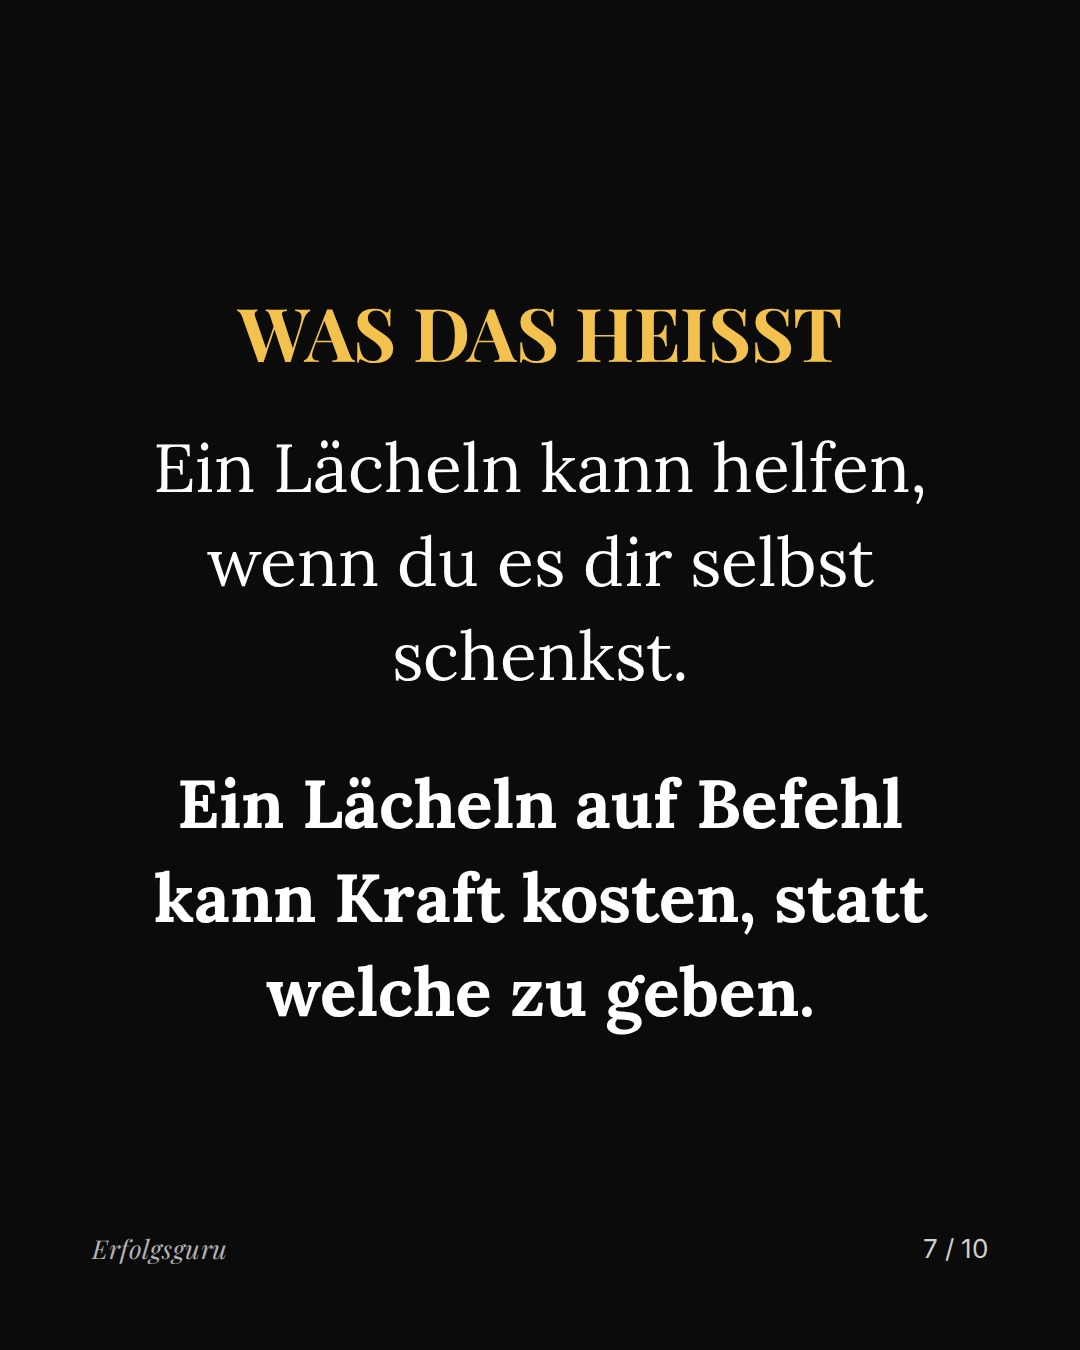 WAS DAS HEISST
Ein Lächeln kann helfen,
wenn du es dir selbst
schenkst.
Ein Lächeln auf Befehl
kann Kraft kosten, statt
welche zu geben.
Erfolgsguru
7 / 10